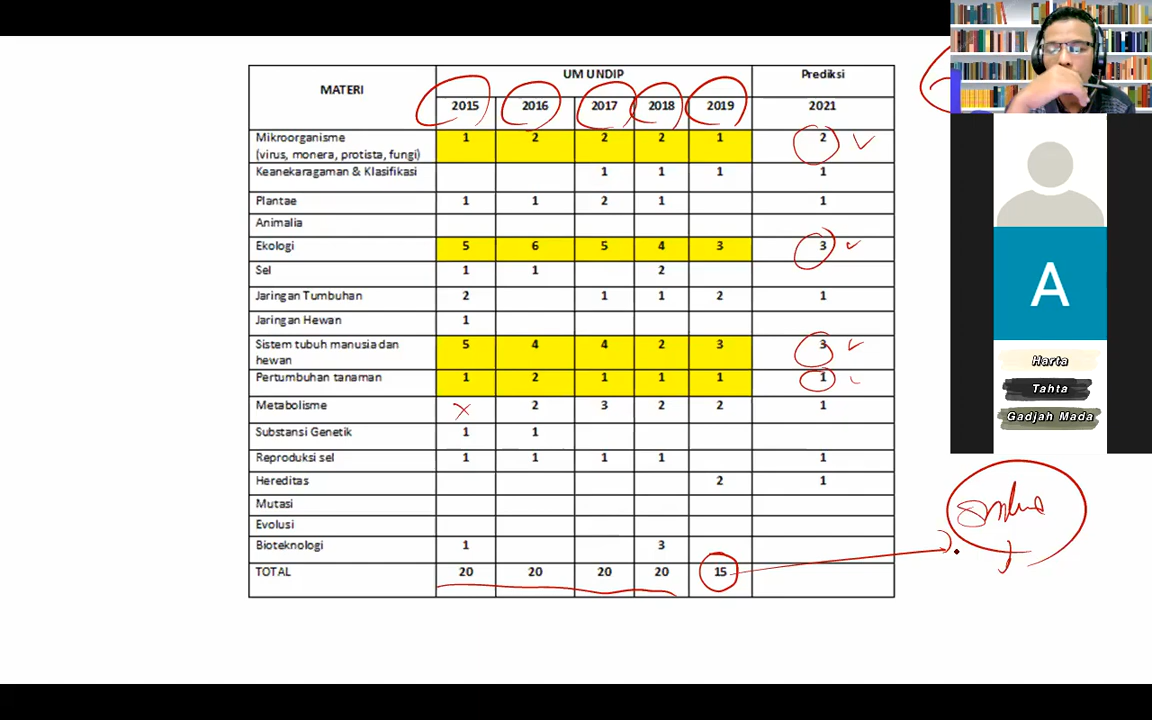 MATERI UM UNDIP Prediksi
2015 2016 2017 2018 2019 2021
Mikroorganisme 1 2 2 2 1 2
(virus, monera, protista, fungi)
Keanekaragaman & Klasifikasi 1 1 1 1
Plantae 1 1 2 1 1
Animalia
Ekologi 5 6 5 4 3 3
Sel 1 1 2
Jaringan Tumbuhan 2 1 1 2 1
Jaringan Hewan 1
Sistem tubuh manusia dan 5 4 4 2 3 3
hewan
Pertumbuhan tanaman 1 2 1 1 1 1
Metabolisme 2 3 2 2 1
Substansi Genetik 1 1
Reproduksi sel 1 1 1 1 1
Hereditas 2 1
Mutasi
Evolusi
Bioteknologi 1 3
TOTAL 20 20 20 20 15
A
Harta
Tahta
Gadjah Mada